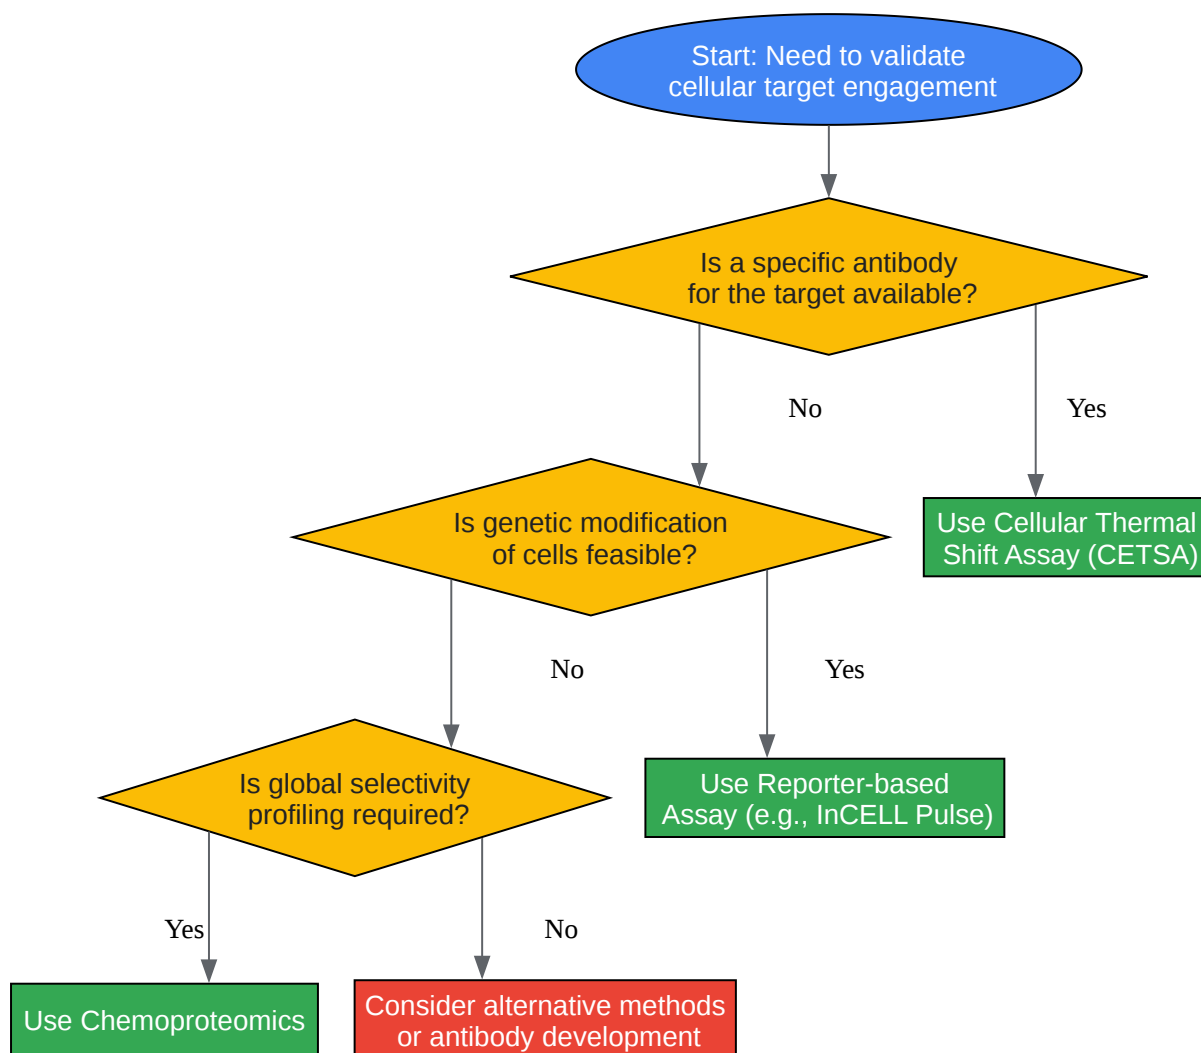 Start: Need to validate
cellular target engagement
Is a specific antibody
for the target available?
No
Yes
Is genetic modification
of cells feasible?
Use Cellular Thermal
Shift Assay (CETSA)
No
Yes
Is global selectivity
profiling required?
Use Reporter-based
Assay (e.g., InCELL Pulse)
Yes
No
Use Chemoproteomics
Consider alternative methods
or antibody development